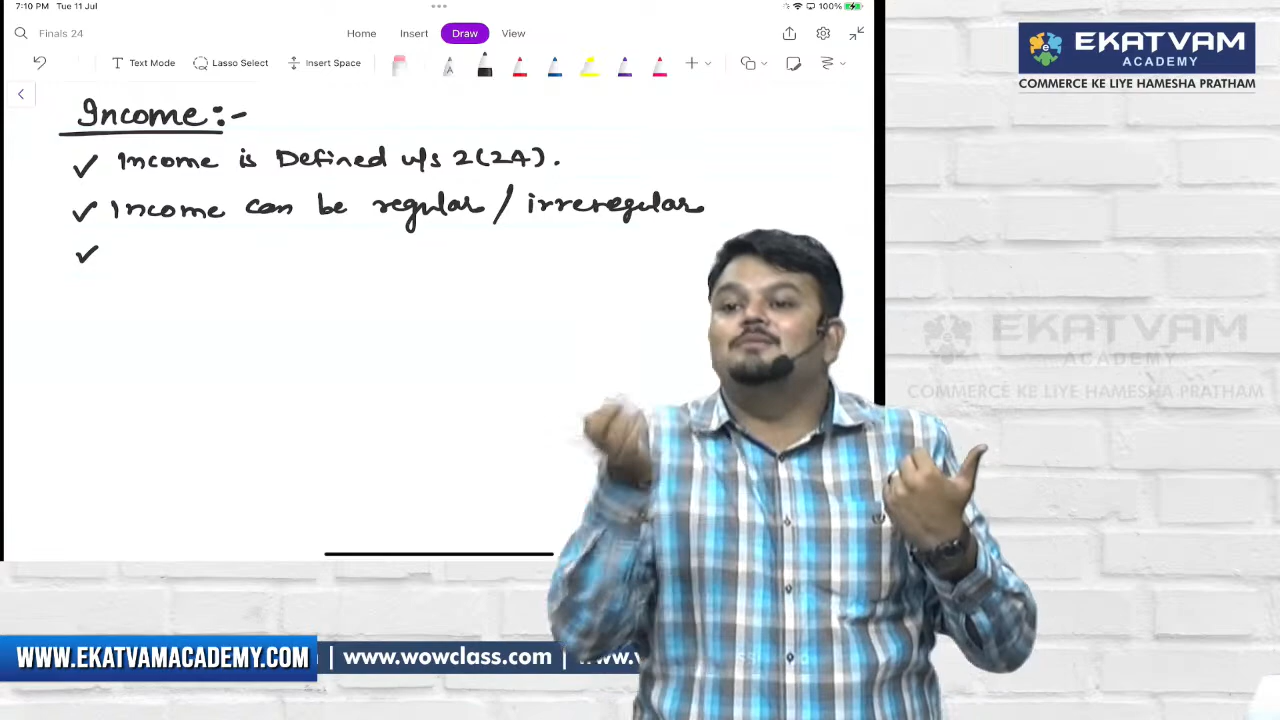 7:10 PM Tue 11 Jul
100%
Finals 24
Home Insert Draw View
Text Mode Lasso Select Insert Space
Income:-
✓ Income is Defined u/s 2(24).
✓ Income can be regular / irreregular
✓
EKATVAM
ACADEMY
COMMERCE KE LIYE HAMESHA PRATHAM
EKATVAM
ACADEMY
COMMERCE KE LIYE HAMESHA PRATHAM
WWW.EKATVAMACADEMY.COM
| www.wowclass.com |